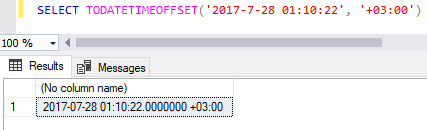 SELECT TODATETIMEOFFSET('2017-7-28 01:10:22', '+03:00')
100 %
Results Messages
(No column name)
1 2017-07-28 01:10:22.0000000 +03:00